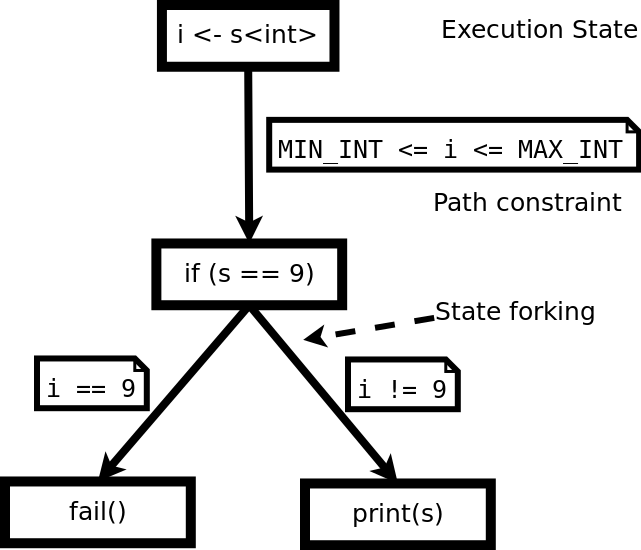 i <- s<int>
Execution State
MIN_INT <= i <= MAX_INT
Path constraint
if (s == 9)
State forking
i == 9
i != 9
fail()
print(s)